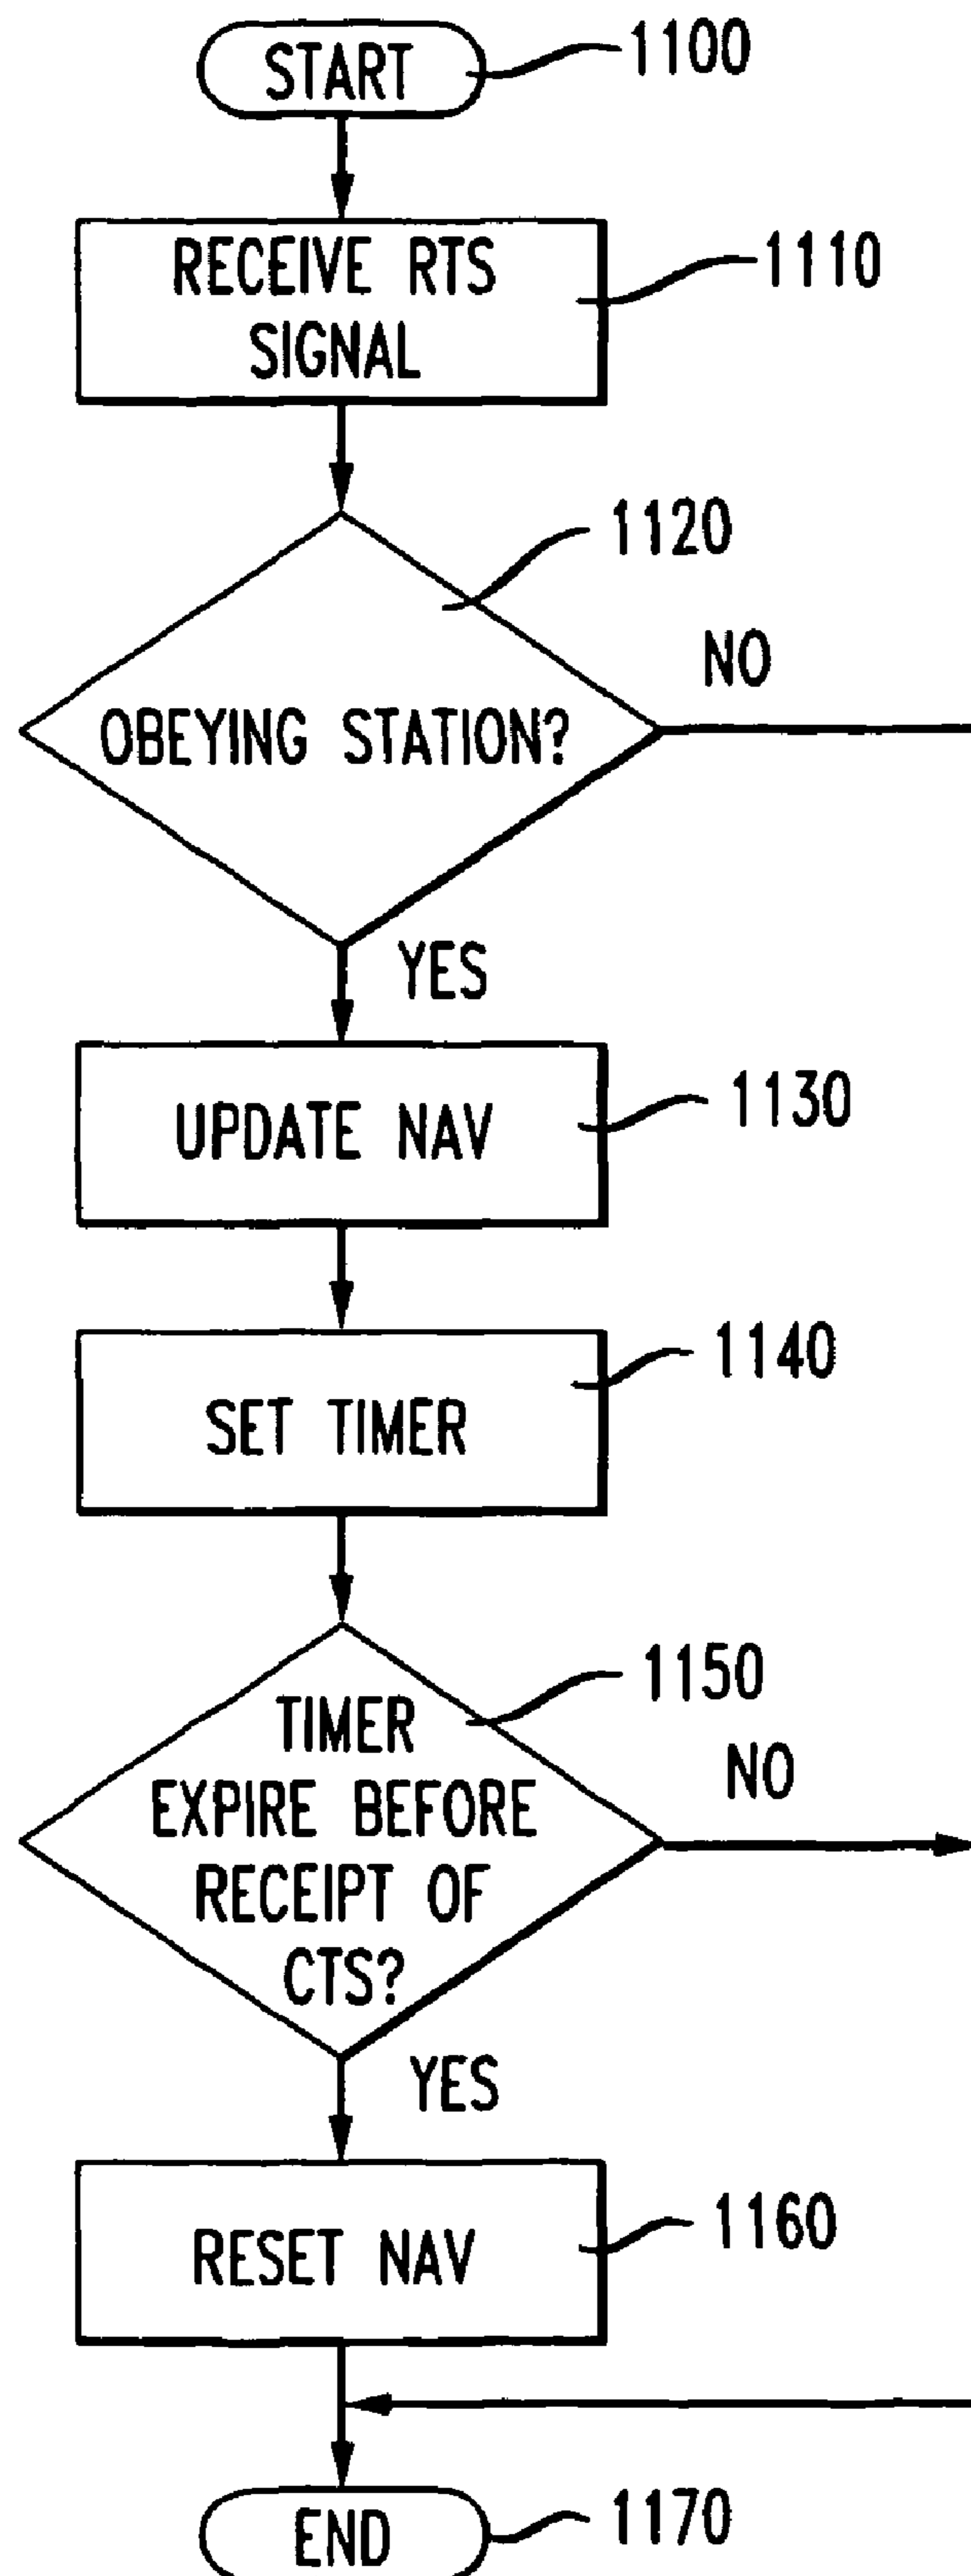 START
1100
RECEIVE RTS
SIGNAL
1110
1120
NO
OBEYING STATION?
YES
UPDATE NAV
1130
SET TIMER
1140
1150
TIMER
EXPIRE BEFORE
RECEIPT OF
CTS?
NO
YES
RESET NAV
1160
END
1170